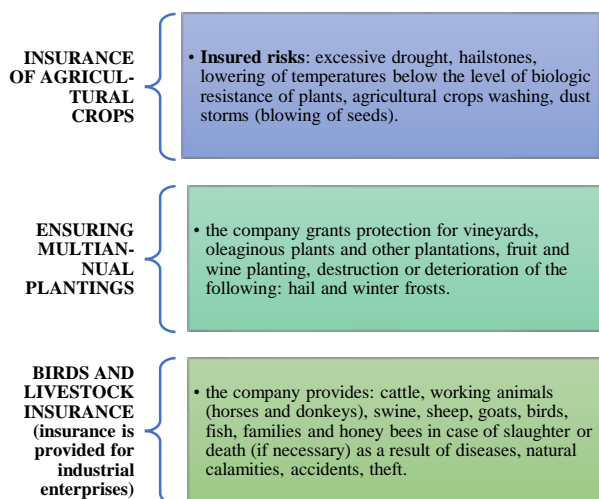 INSURANCE
OF AGRICUL-
TURAL
CROPS
• Insured risks: excessive drought, hailstones,
lowering of temperatures below the level of biologic
resistance of plants, agricultural crops washing, dust
storms (blowing of seeds).
ENSURING
MULTIAN-
NUAL
PLANTINGS
• the company grants protection for vineyards,
oleaginous plants and other plantations, fruit and
wine planting, destruction or deterioration of the
following: hail and winter frosts.
BIRDS AND
LIVESTOCK
INSURANCE
(insurance is
provided for
industrial
enterprises)
• the company provides: cattle, working animals
(horses and donkeys), swine, sheep, goats, birds,
fish, families and honey bees in case of slaughter or
death (if necessary) as a result of diseases, natural
calamities, accidents, theft.